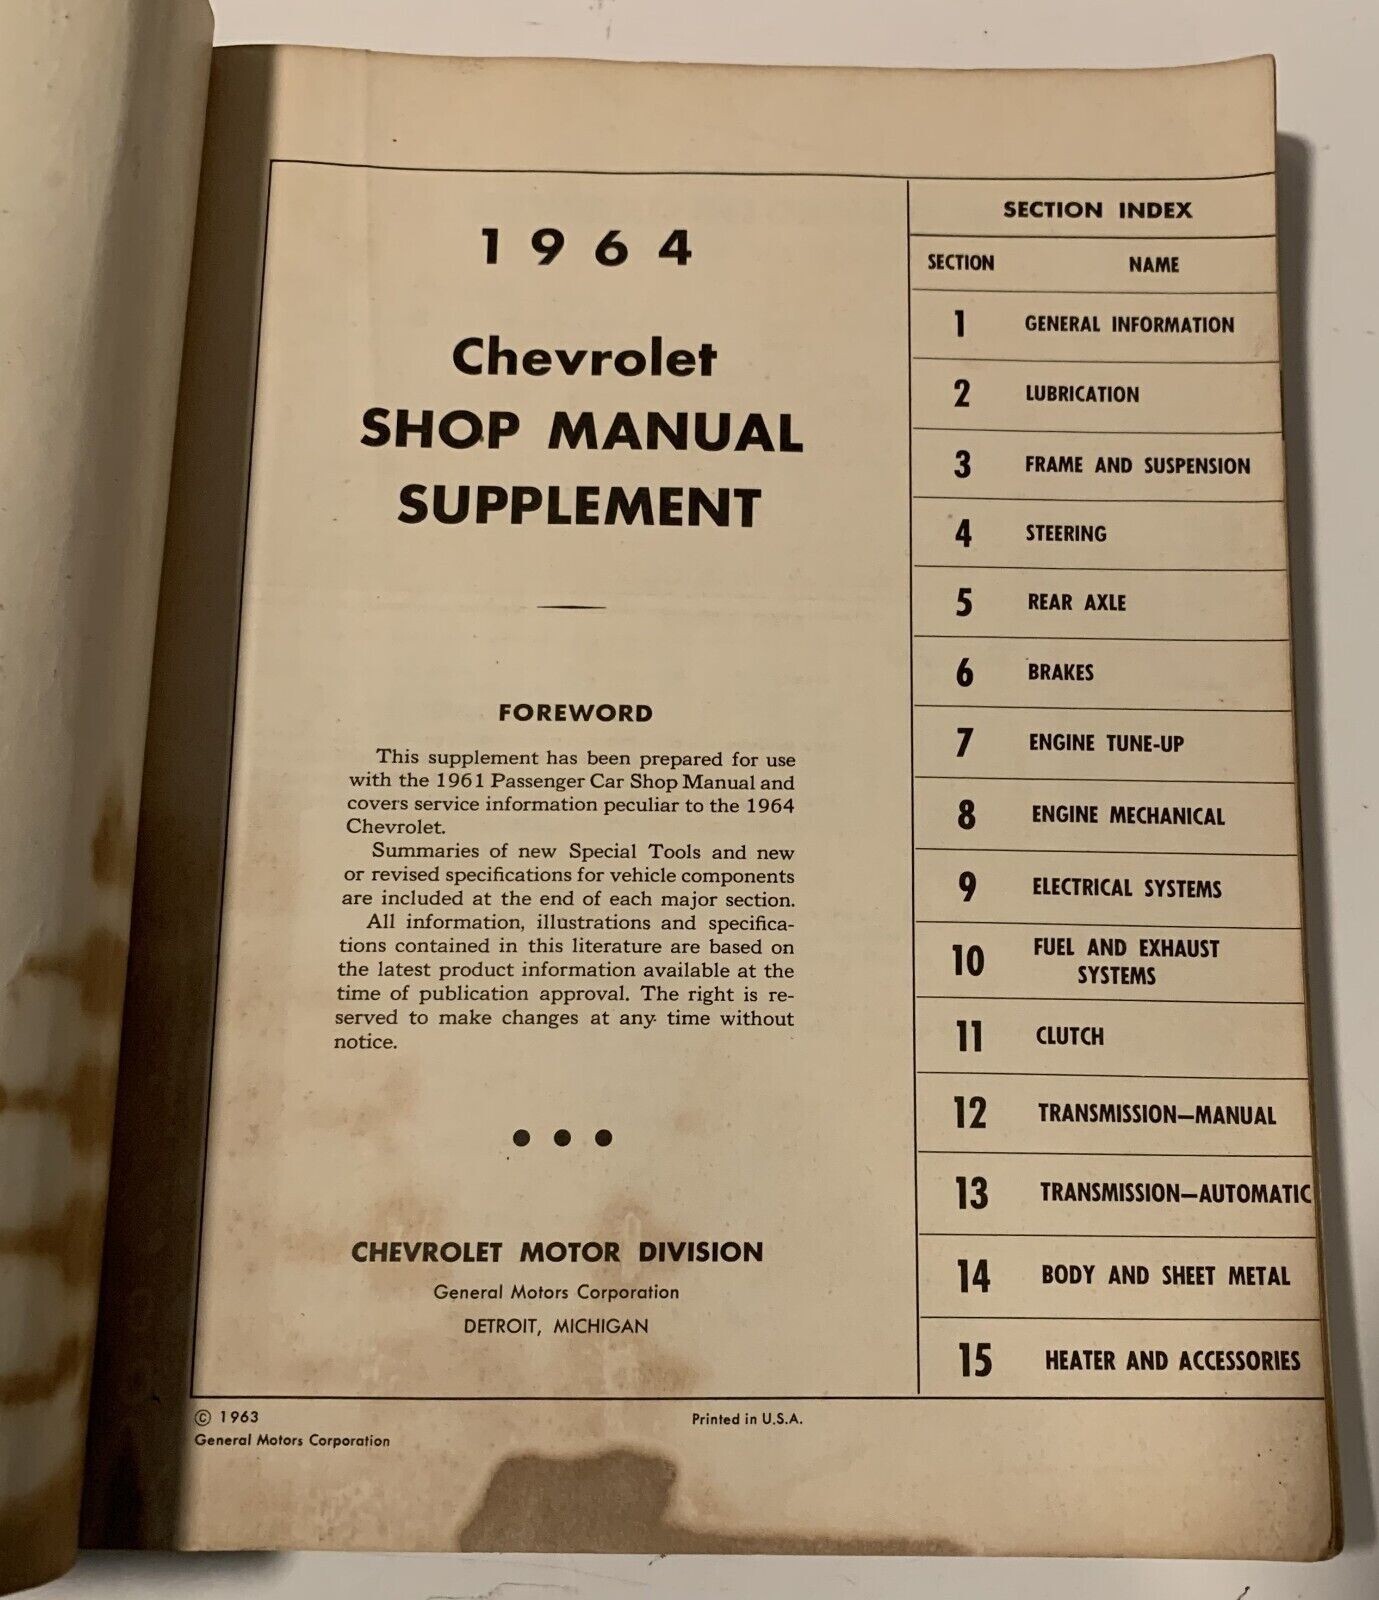 1964
Chevrolet
SHOP MANUAL
SUPPLEMENT
FOREWORD
This supplement has been prepared for use
with the 1961 Passenger Car Shop Manual and
covers service information peculiar to the 1964
Chevrolet.
Summaries of new Special Tools and new
or revised specifications for vehicle components
are included at the end of each major section.
All information, illustrations and specifica-
tions contained in this literature are based on
the latest product information available at the
time of publication approval. The right is re-
served to make changes at any time without
notice.
CHEVROLET MOTOR DIVISION
General Motors Corporation
DETROIT, MICHIGAN
SECTION INDEX
SECTION NAME
1 GENERAL INFORMATION
2 LUBRICATION
3 FRAME AND SUSPENSION
4 STEERING
5 REAR AXLE
6 BRAKES
7 ENGINE TUNE-UP
8 ENGINE MECHANICAL
9 ELECTRICAL SYSTEMS
10 FUEL AND EXHAUST
SYSTEMS
11 CLUTCH
12 TRANSMISSION—MANUAL
13 TRANSMISSION—AUTOMATIC
14 BODY AND SHEET METAL
15 HEATER AND ACCESSORIES
© 1963
General Motors Corporation
Printed in U.S.A.